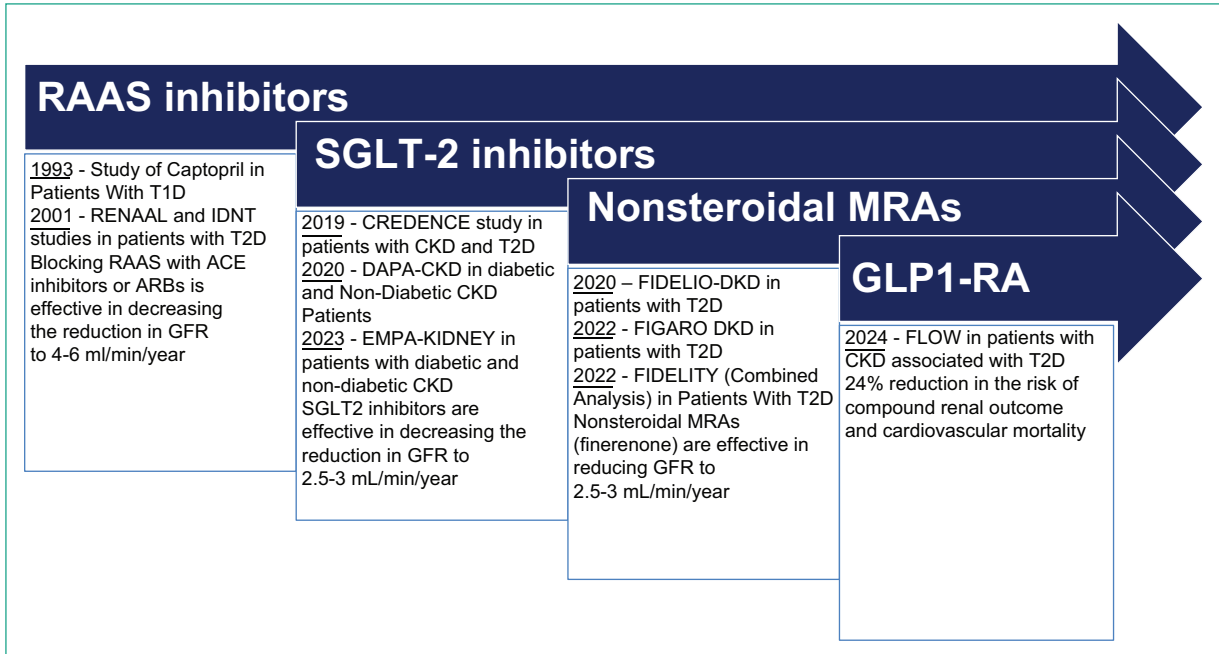 RAAS inhibitors
1993 - Study of Captopril in
Patients With T1D
2001 - RENAAL and IDNT
studies in patients with T2D
Blocking RAAS with ACE
inhibitors or ARBs is
effective in decreasing
the reduction in GFR
to 4-6 ml/min/year
SGLT-2 inhibitors
2019 - CREDENCE study in
patients with CKD and T2D
2020 - DAPA-CKD in diabetic
and Non-Diabetic CKD
Patients
2023 - EMPA-KIDNEY in
patients with diabetic and
non-diabetic CKD
SGLT2 inhibitors are
effective in decreasing the
reduction in GFR to
2.5-3 mL/min/year
Nonsteroidal MRAs
2020 – FIDELIO-DKD in
patients with T2D
2022 - FIGARO DKD in
patients with T2D
2022 - FIDELITY (Combined
Analysis) in Patients With T2D
Nonsteroidal MRAs
(finerenone) are effective in
reducing GFR to
2.5-3 mL/min/year
GLP1-RA
2024 - FLOW in patients with
CKD associated with T2D
24% reduction in the risk of
compound renal outcome
and cardiovascular mortality